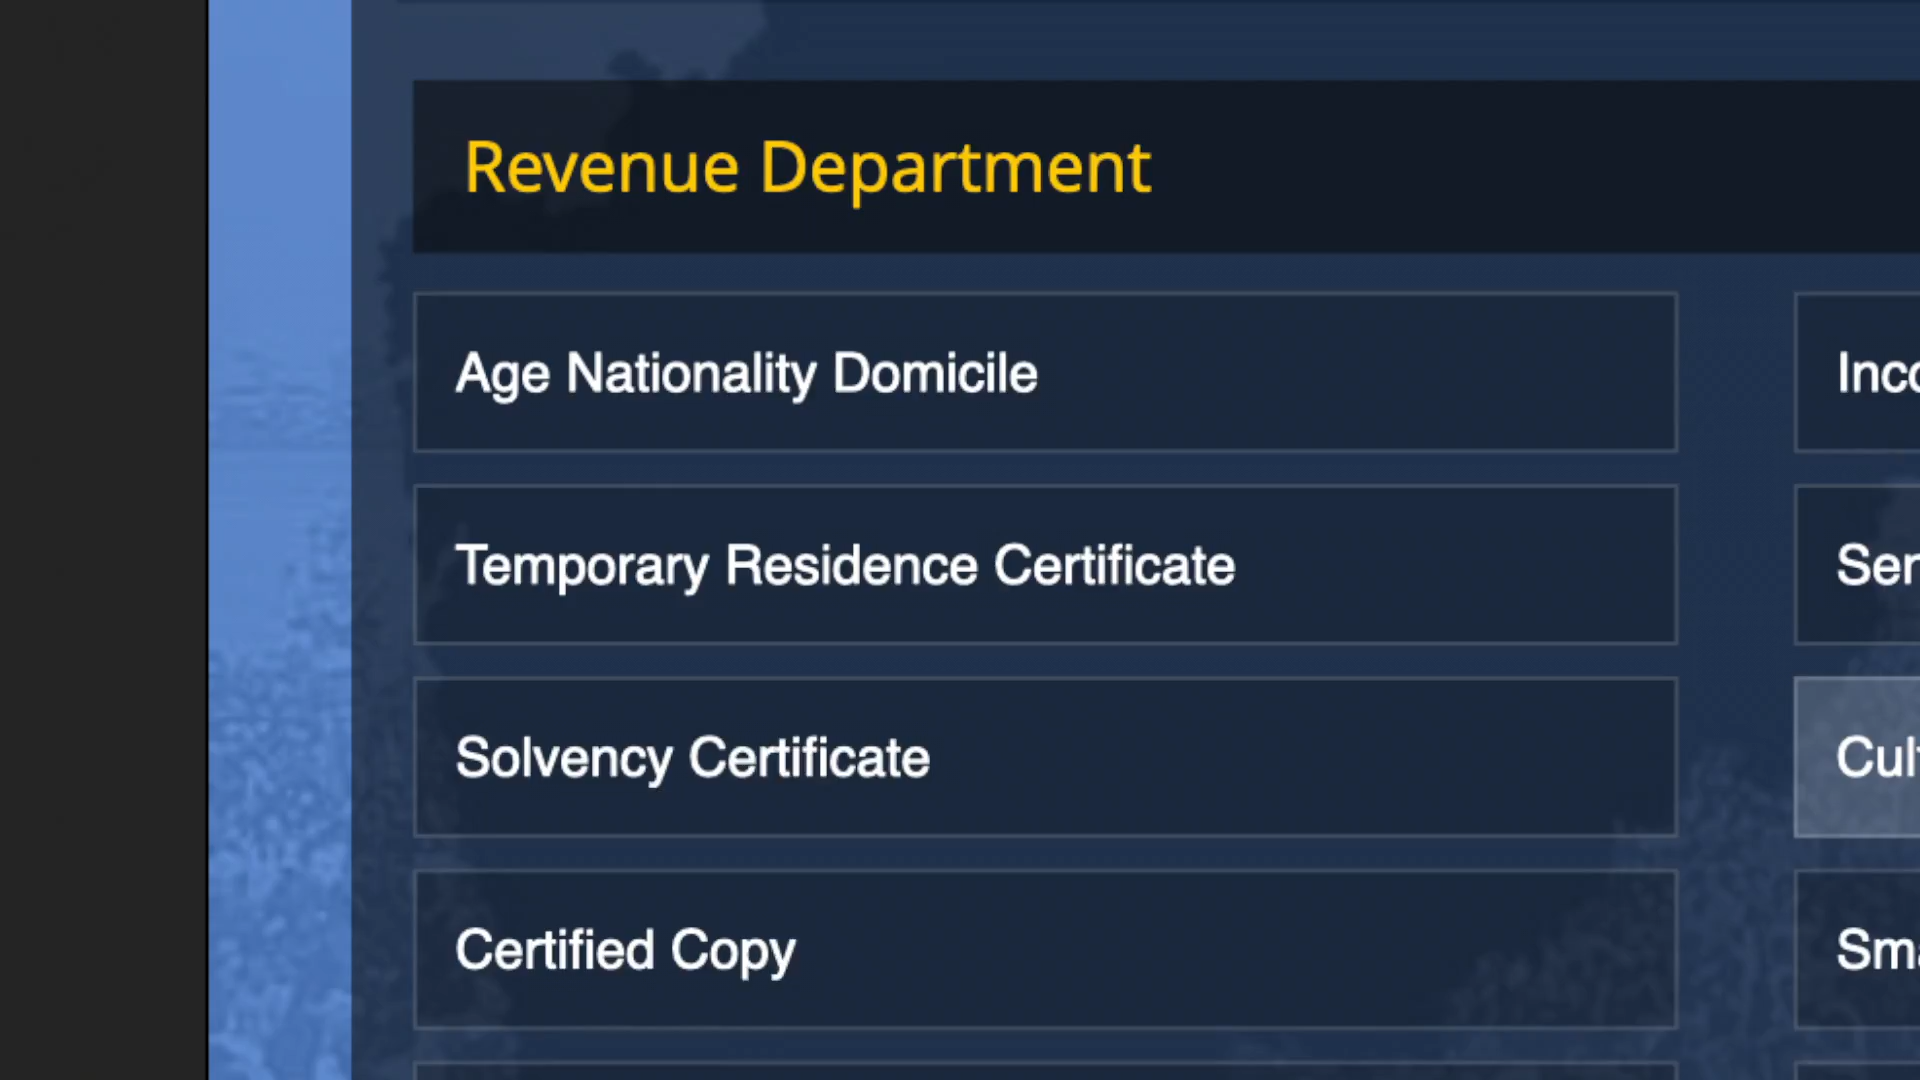 Revenue Department
Age Nationality Domicile
Temporary Residence Certificate
Solvency Certificate
Certified Copy